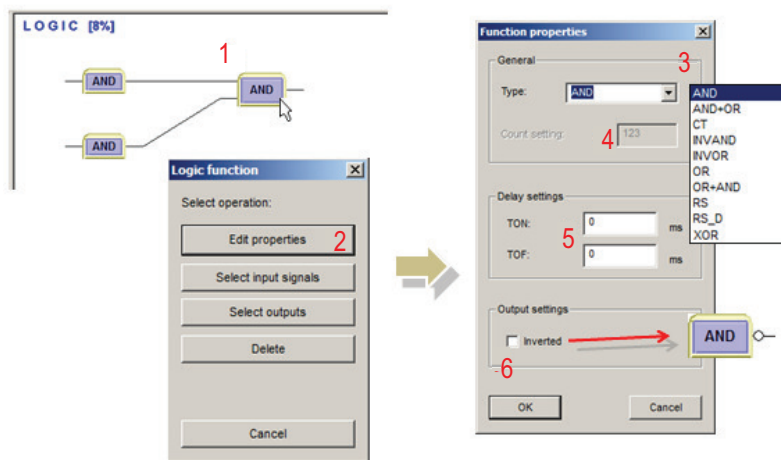 LOGIC [8%]
1
AND
AND
AND
Logic function
Select operation:
Edit properties
2
Select input signals
Select outputs
Delete
Cancel
Function properties
3
General
Type:
AND
Count setting:
4
123
AND
AND+OR
CT
INVAND
INVOR
OR
OR+AND
RS
RS_D
XOR
Delay settings
TON:
0
ms
5
TOF:
0
ms
Output settings
Inverted
AND
6
OK
Cancel